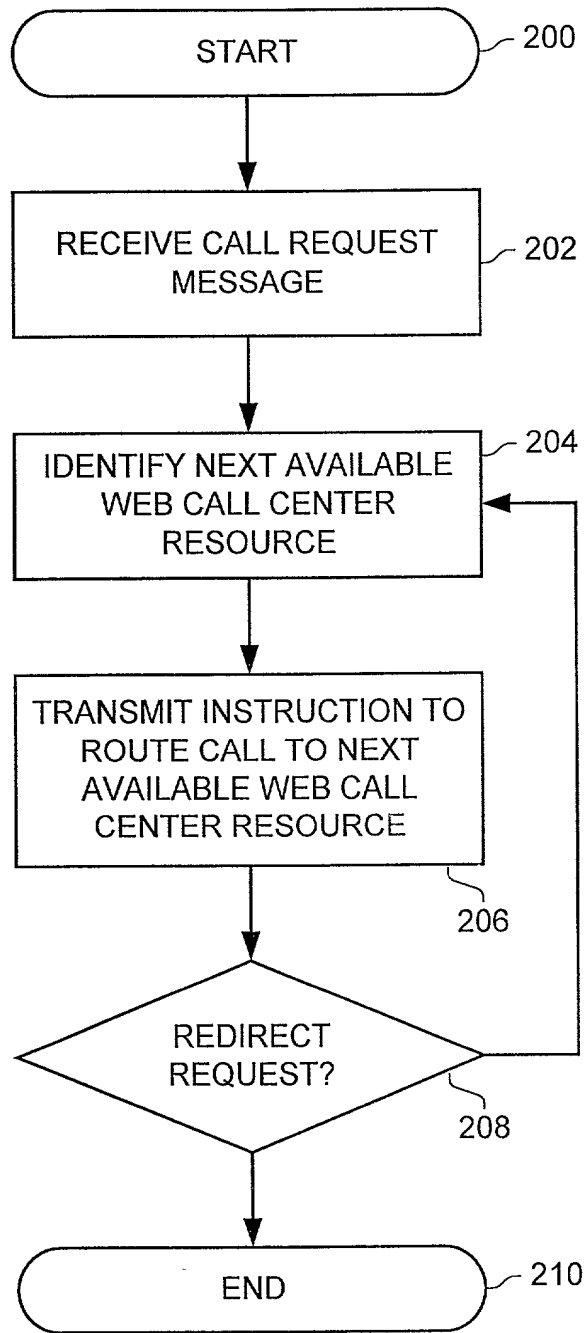 START
200
RECEIVE CALL REQUEST
MESSAGE
202
204
IDENTIFY NEXT AVAILABLE
WEB CALL CENTER
RESOURCE
TRANSMIT INSTRUCTION TO
ROUTE CALL TO NEXT
AVAILABLE WEB CALL
CENTER RESOURCE
206
REDIRECT
REQUEST?
208
END
210